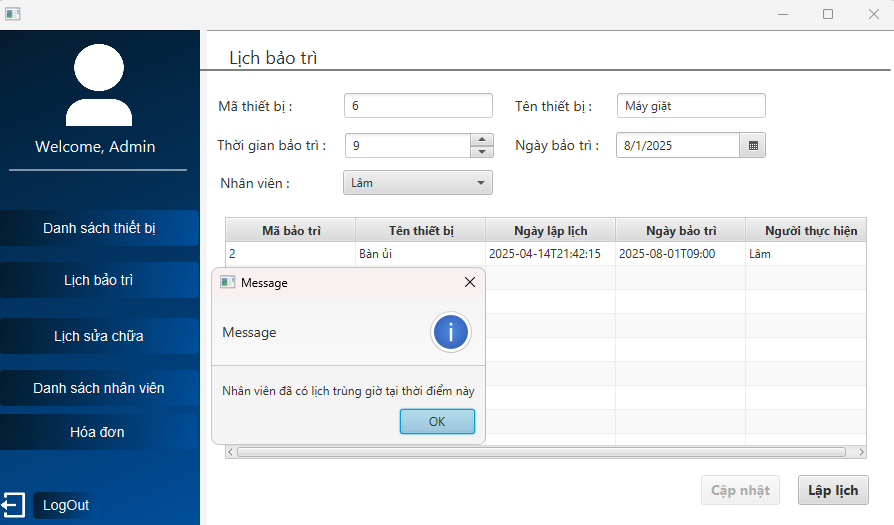 Welcome, Admin
Danh sách thiết bị
Lịch bảo trì
Lịch sửa chữa
Danh sách nhân viên
Hóa đơn
LogOut
Lịch bảo trì
Mã thiết bị : 6 Tên thiết bị : Máy giặt
Thời gian bảo trì : 9 Ngày bảo trì : 8/1/2025
Nhân viên : Lâm
Mã bảo trì Tên thiết bị Ngày lập lịch Ngày bảo trì Người thực hiện
2 Bàn ủi 2025-04-14T21:42:15 2025-08-01T09:00 Lâm
Message
Message
Nhân viên đã có lịch trùng giờ tại thời điểm này
OK
Cập nhật Lập lịch